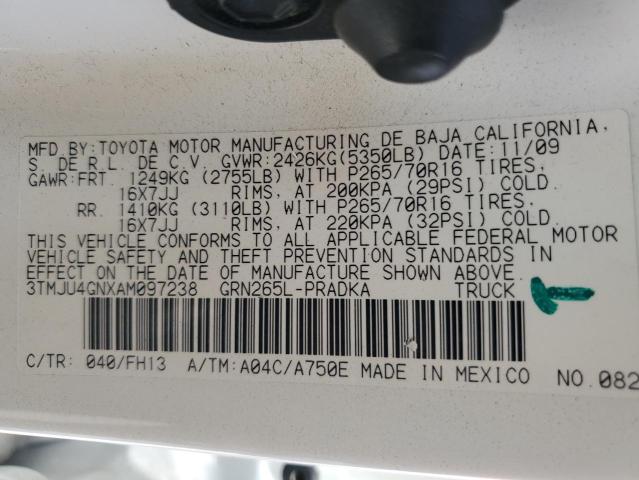 MFD BY:TOYOTA MOTOR MANUFACTURING DE BAJA CALIFORNIA,
S. DE R.L. DE C.V. GVWR:2426KG(5350LB) DATE:11/09
GAWR:FRT. 1249KG (2755LB) WITH P265/70R16 TIRES,
16X7JJ RIMS, AT 200KPA (29PSI) COLD.
RR. 1410KG (3110LB) WITH P265/70R16 TIRES,
16X7JJ RIMS, AT 220KPA (32PSI) COLD.
THIS VEHICLE CONFORMS TO ALL APPLICABLE FEDERAL MOTOR
VEHICLE SAFETY AND THEFT PREVENTION STANDARDS IN
EFFECT ON THE DATE OF MANUFACTURE SHOWN ABOVE.
3TMJU4GNXAM097238 GRN265L-PRADKA TRUCK
C/TR: 040/FH13 A/TM:A04C/A750E MADE IN MEXICO NO.082